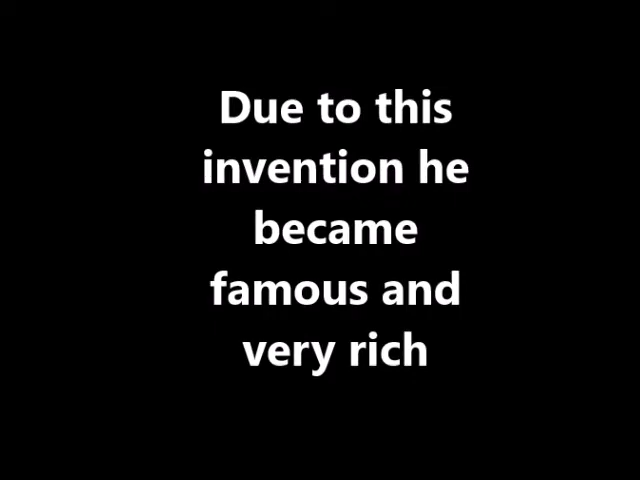 Due to this
invention he
became
famous and
very rich